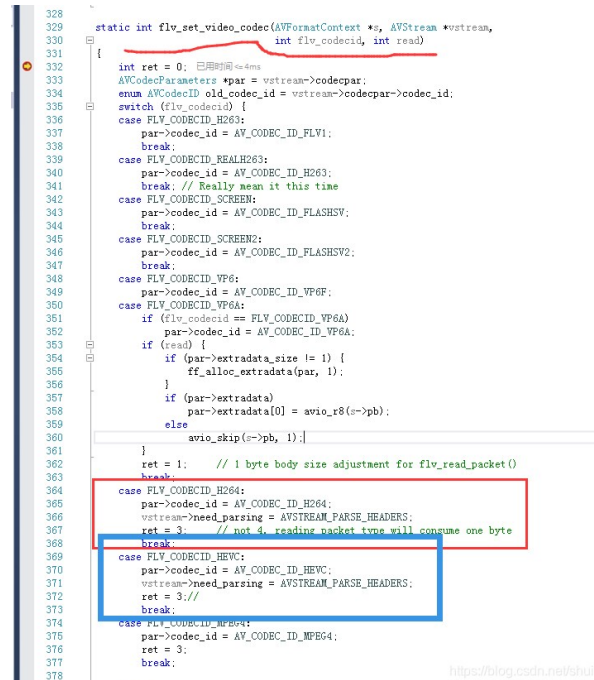 328
329 static int flv_set_video_codec(AVFormatContext *s, AVStream *vstream,
330 int flv_codecid, int read)
331 {
332 int ret = 0; 已用时间 <=4ms
333 AVCodecParameters *par = vstream->codecpar;
334 enum AVCodecID old_codec_id = vstream->codecpar->codec_id;
335 switch (flv_codecid) {
336 case FLV_CODECID_H263:
337 par->codec_id = AV_CODEC_ID_FLV1;
338 break;
339 case FLV_CODECID_REALH263:
340 par->codec_id = AV_CODEC_ID_H263;
341 break; // Really mean it this time
342 case FLV_CODECID_SCREEN:
343 par->codec_id = AV_CODEC_ID_FLASHSV;
344 break;
345 case FLV_CODECID_SCREEN2:
346 par->codec_id = AV_CODEC_ID_FLASHSV2;
347 break;
348 case FLV_CODECID_VP6:
349 par->codec_id = AV_CODEC_ID_VP6F;
350 case FLV_CODECID_VP6A:
351 if (flv_codecid == FLV_CODECID_VP6A)
352 par->codec_id = AV_CODEC_ID_VP6A;
353 if (read) {
354 if (par->extradata_size != 1) {
355 ff_alloc_extradata(par, 1);
356 }
357 if (par->extradata)
358 par->extradata[0] = avio_r8(s->pb);
359 else
360 avio_skip(s->pb, 1);
361 }
362 ret = 1; // 1 byte body size adjustment for flv_read_packet()
363 break;
364 case FLV_CODECID_H264:
365 par->codec_id = AV_CODEC_ID_H264;
366 vstream->need_parsing = AVSTREAM_PARSE_HEADERS;
367 ret = 3; // not 4, reading packet type will consume one byte
368 break;
369 case FLV_CODECID_HEVC:
370 par->codec_id = AV_CODEC_ID_HEVC;
371 vstream->need_parsing = AVSTREAM_PARSE_HEADERS;
372 ret = 3;//
373 break;
374 case FLV_CODECID_MPEG4:
375 par->codec_id = AV_CODEC_ID_MPEG4;
376 ret = 3;
377 break;
378
https://blog.csdn.net/shui